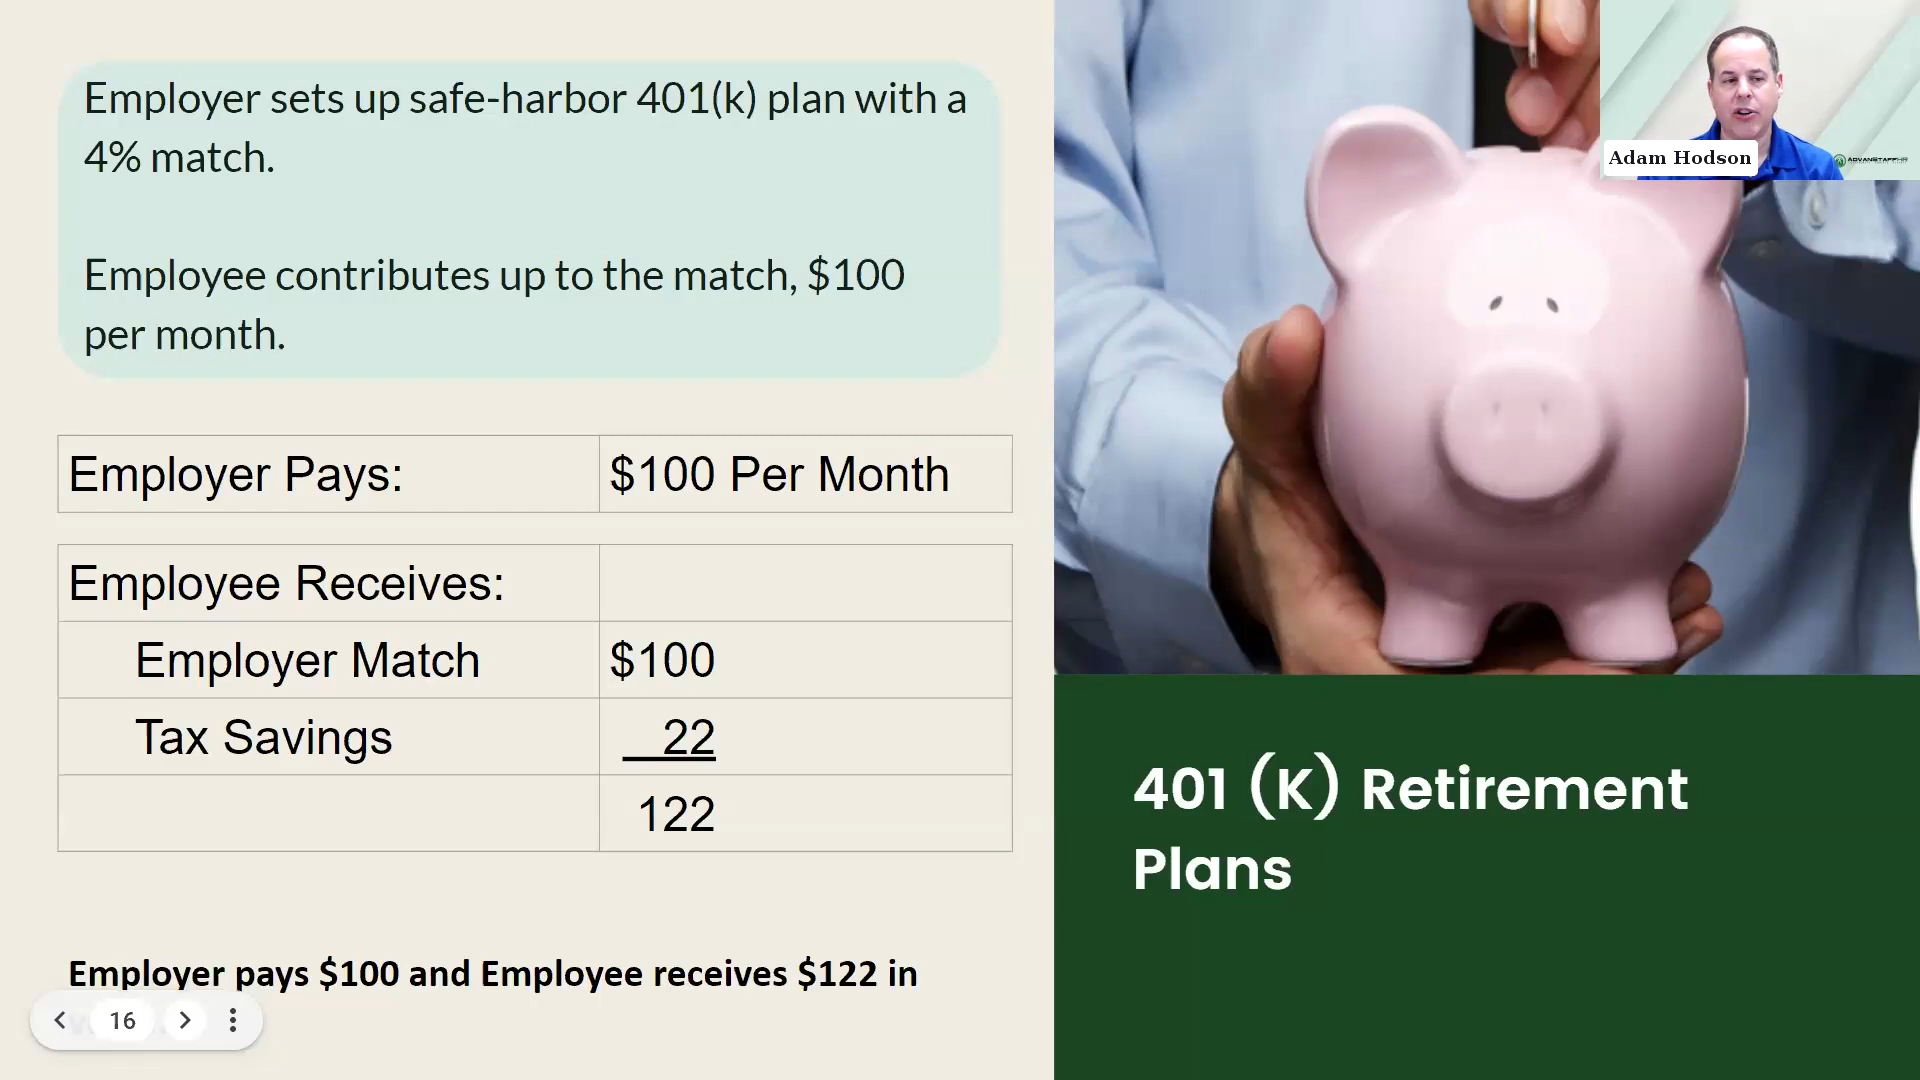 Employer sets up safe-harbor 401(k) plan with a
4% match.
Employee contributes up to the match, $100
per month.
Employer Pays: $100 Per Month
Employee Receives:
Employer Match $100
Tax Savings 22
122
Employer pays $100 and Employee receives $122 in
16
Adam Hodson
ADVANSTAFFHR
401 (K) Retirement
Plans